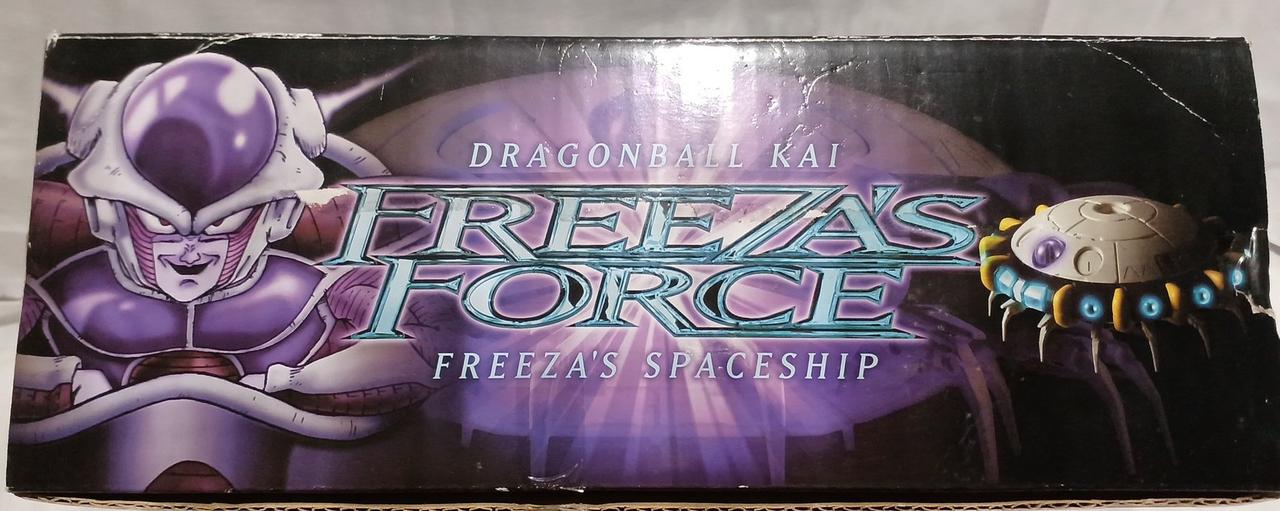 DRAGONBALL KAI
FREEZA'S
FORCE
FREEZA'S SPACESHIP